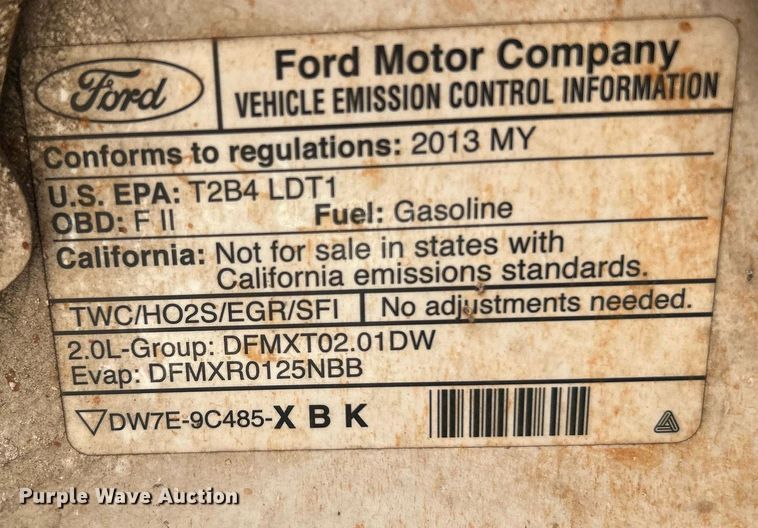 Ford
Ford Motor Company
VEHICLE EMISSION CONTROL INFORMATION
Conforms to regulations: 2013 MY
U.S. EPA: T2B4 LDT1
OBD: F II Fuel: Gasoline
California: Not for sale in states with
California emissions standards.
TWC/HO2S/EGR/SFI No adjustments needed.
2.0L-Group: DFMXT02.01DW
Evap: DFMXR0125NBB
DW7E-9C485-X B K
Purple Wave Auction